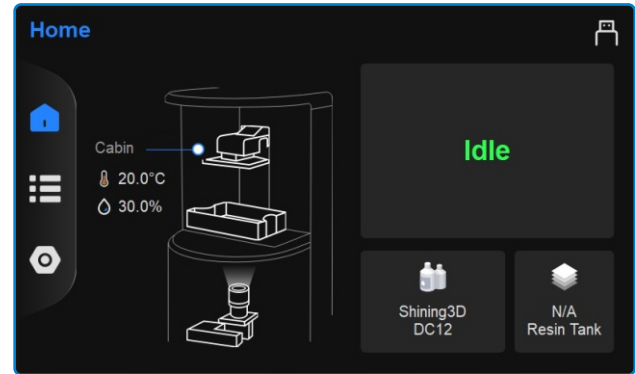 Home
Cabin
20.0°C
30.0%
Idle
Shining3D
DC12
N/A
Resin Tank